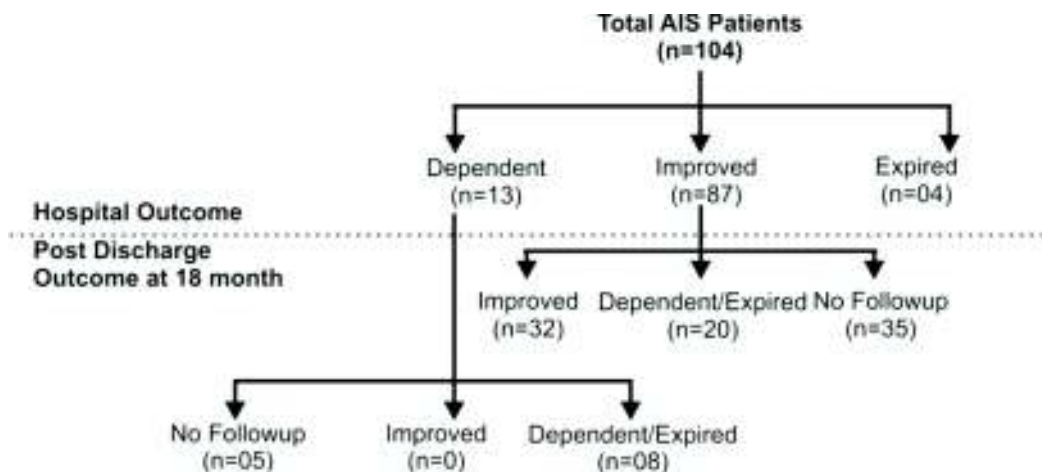 Total AIS Patients
(n=104)
Dependent
(n=13)
Improved
(n=87)
Expired
(n=04)
Hospital Outcome
Post Discharge
Outcome at 18 month
Improved
(n=32)
Dependent/Expired
(n=20)
No Followup
(n=35)
No Followup
(n=05)
Improved
(n=0)
Dependent/Expired
(n=08)